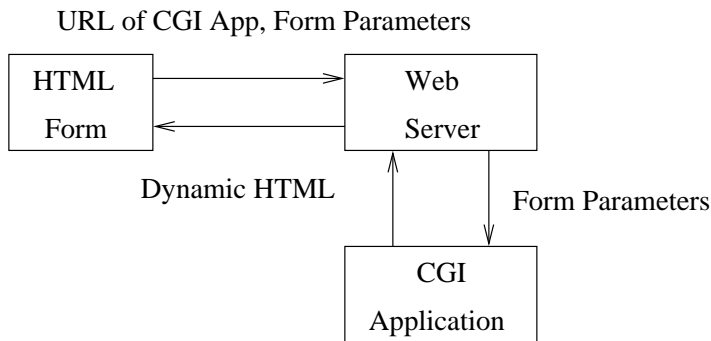 URL of CGI App, Form Parameters
HTML
Form
Web
Server
Dynamic HTML
Form Parameters
CGI
Application